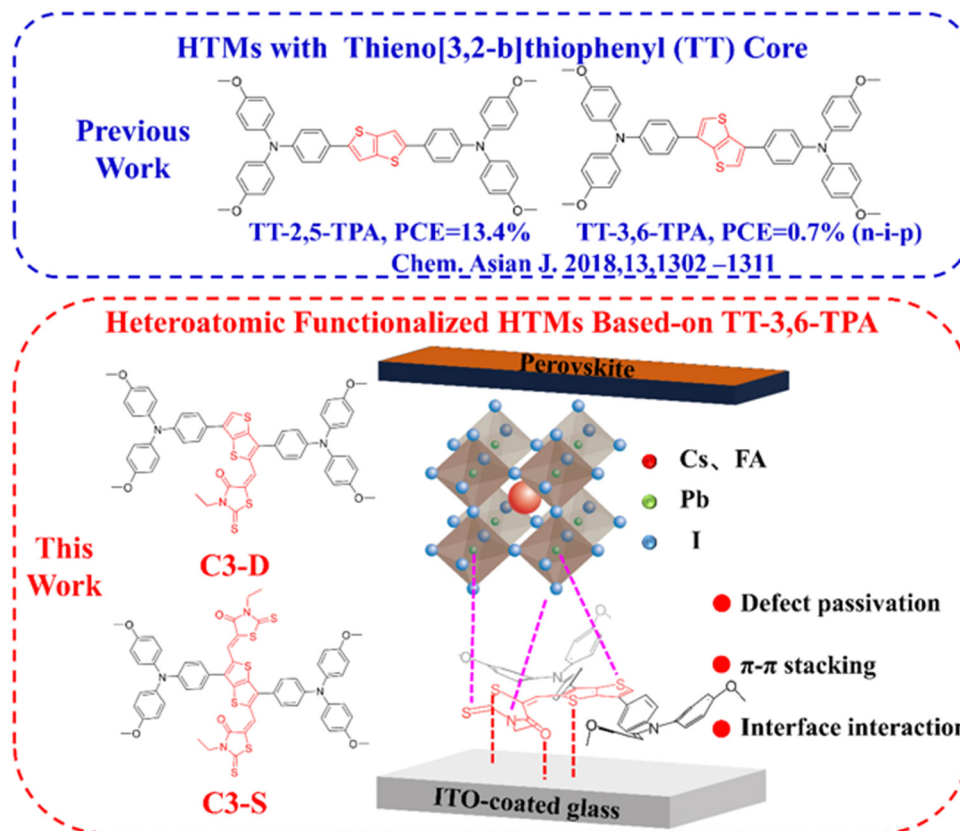 HTMs with Thieno[3,2-b]thiophenyl (TT) Core
Previous
Work
TT-2,5-TPA, PCE=13.4%
TT-3,6-TPA, PCE=0.7% (n-i-p)
Chem. Asian J. 2018,13,1302 –1311
Heteroatomic Functionalized HTMs Based-on TT-3,6-TPA
This
Work
C3-D
C3-S
Perovskite
Cs、FA
Pb
I
Defect passivation
π-π stacking
Interface interaction
ITO-coated glass